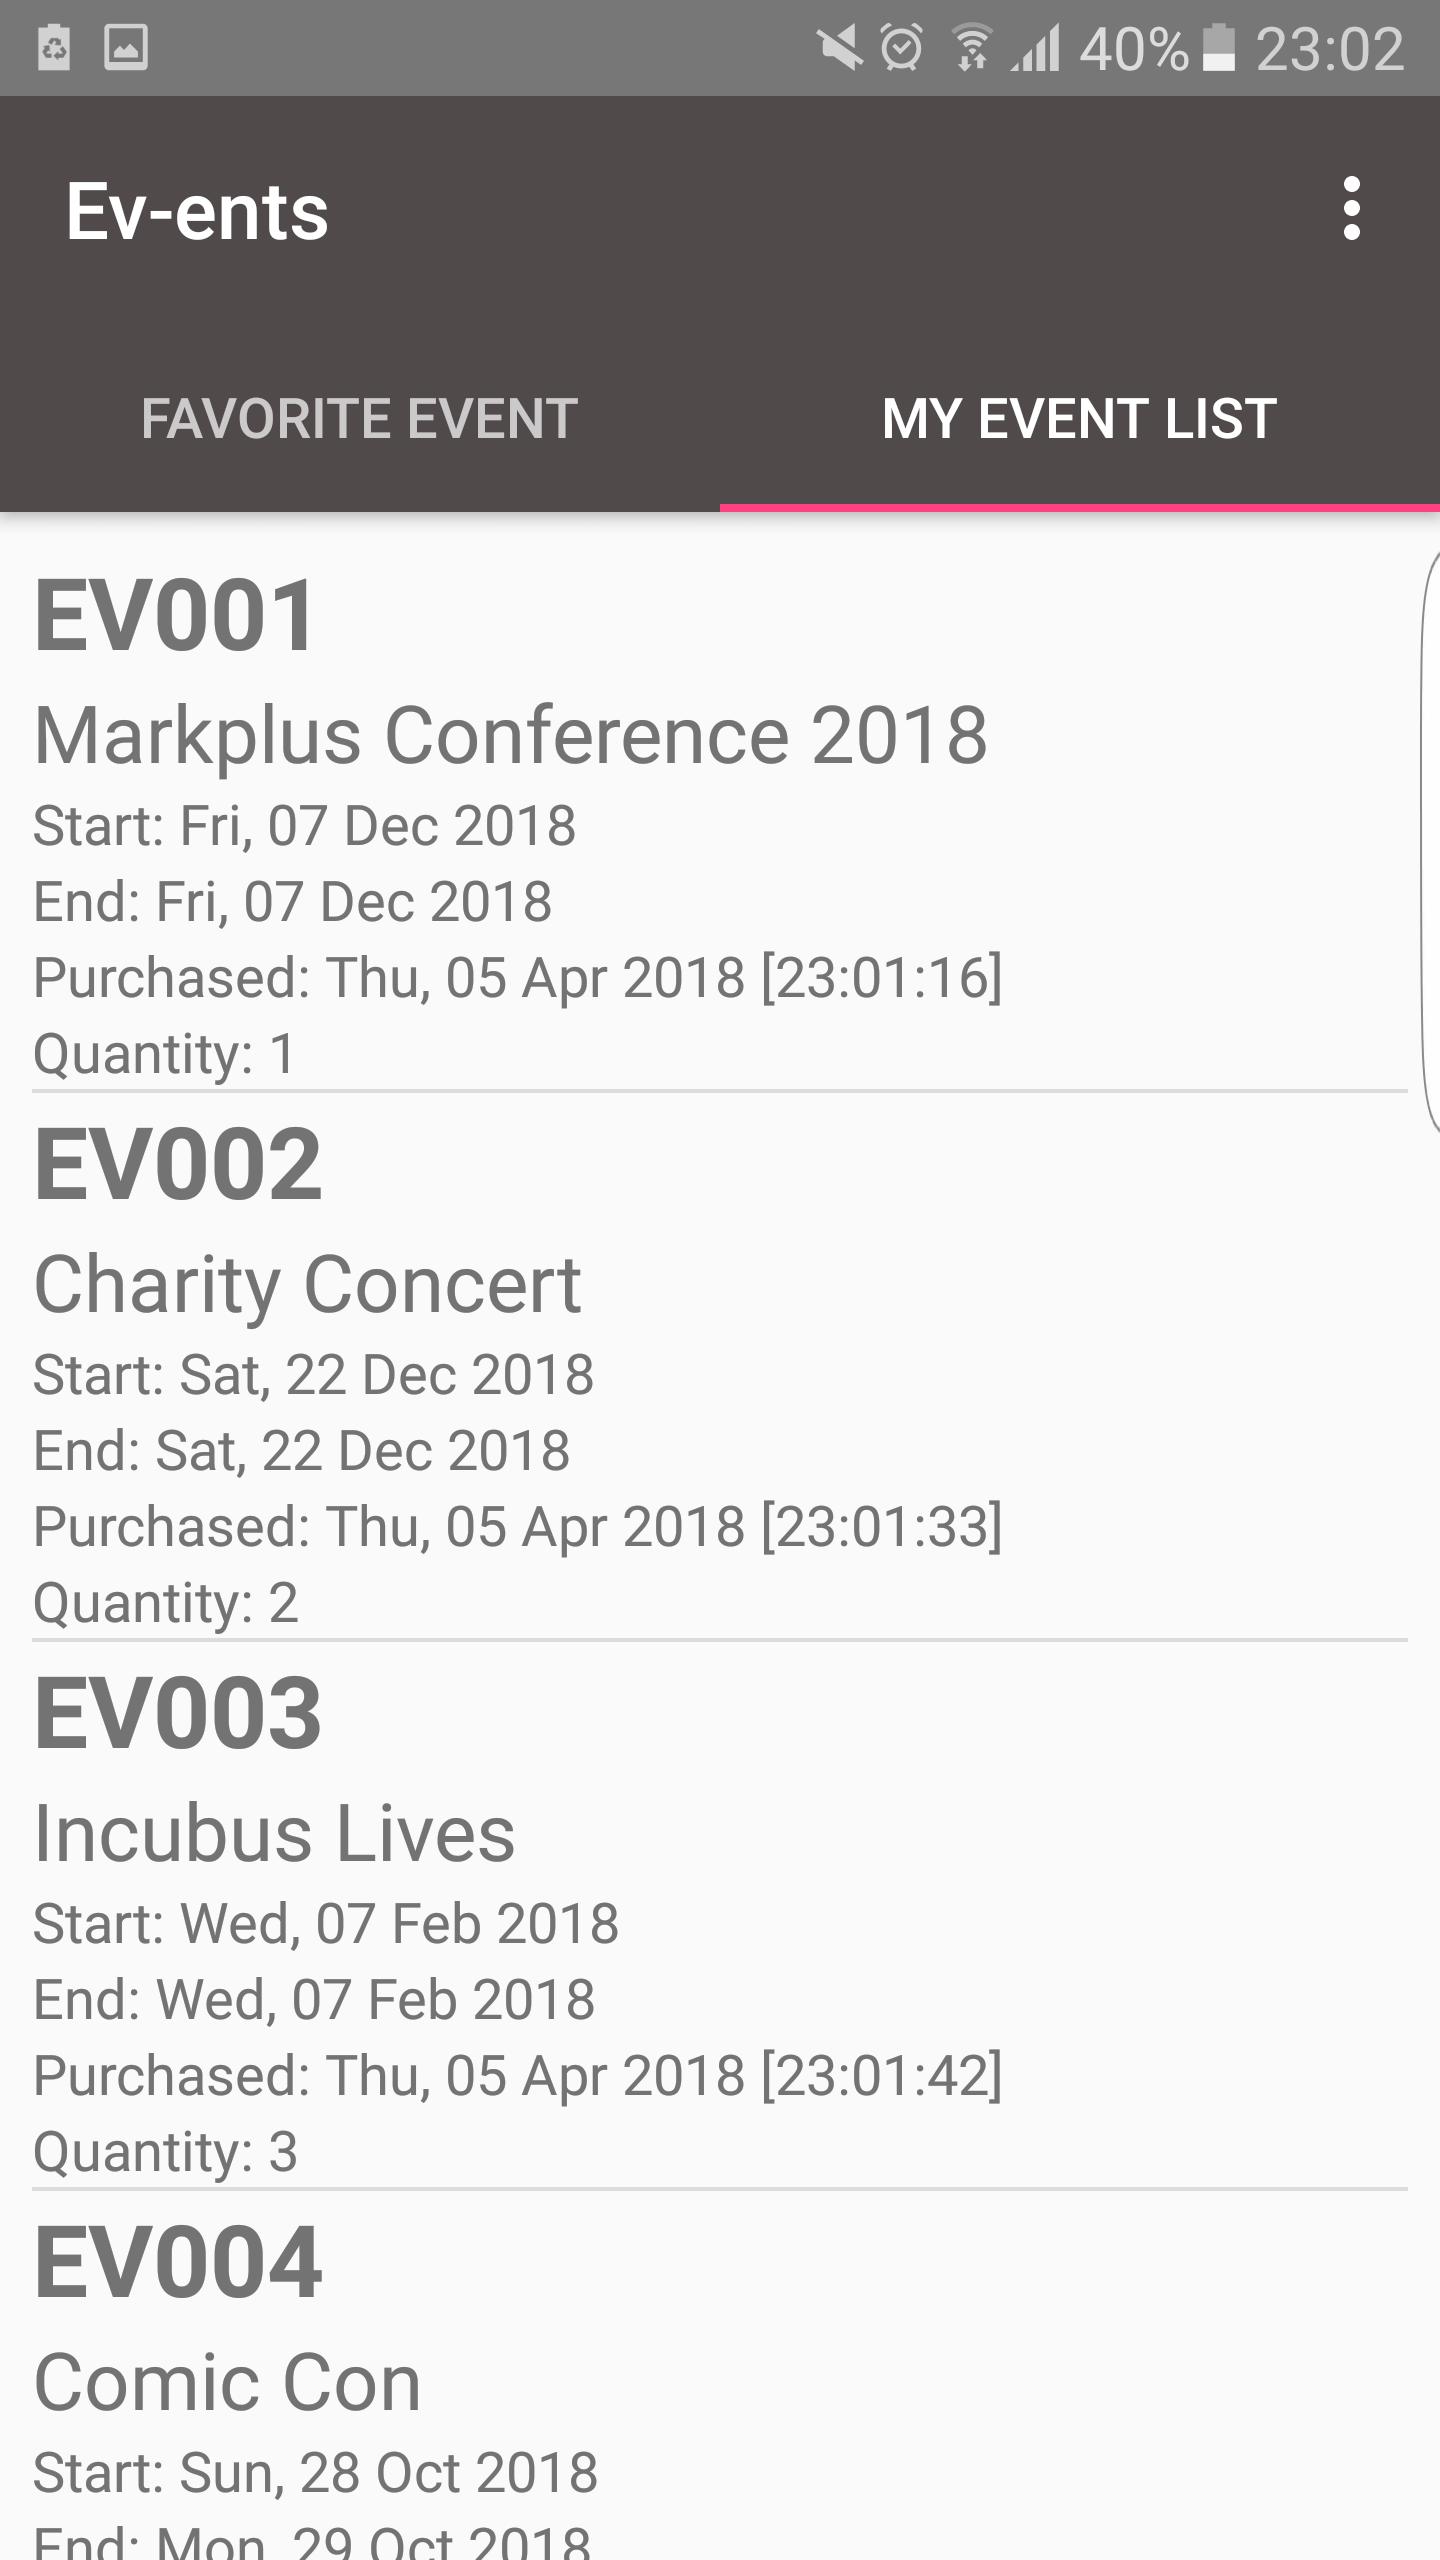 40% 23:02
Ev-ents
FAVORITE EVENT MY EVENT LIST
EV001
Markplus Conference 2018
Start: Fri, 07 Dec 2018
End: Fri, 07 Dec 2018
Purchased: Thu, 05 Apr 2018 [23:01:16]
Quantity: 1
EV002
Charity Concert
Start: Sat, 22 Dec 2018
End: Sat, 22 Dec 2018
Purchased: Thu, 05 Apr 2018 [23:01:33]
Quantity: 2
EV003
Incubus Lives
Start: Wed, 07 Feb 2018
End: Wed, 07 Feb 2018
Purchased: Thu, 05 Apr 2018 [23:01:42]
Quantity: 3
EV004
Comic Con
Start: Sun, 28 Oct 2018
End: Mon, 29 Oct 2018